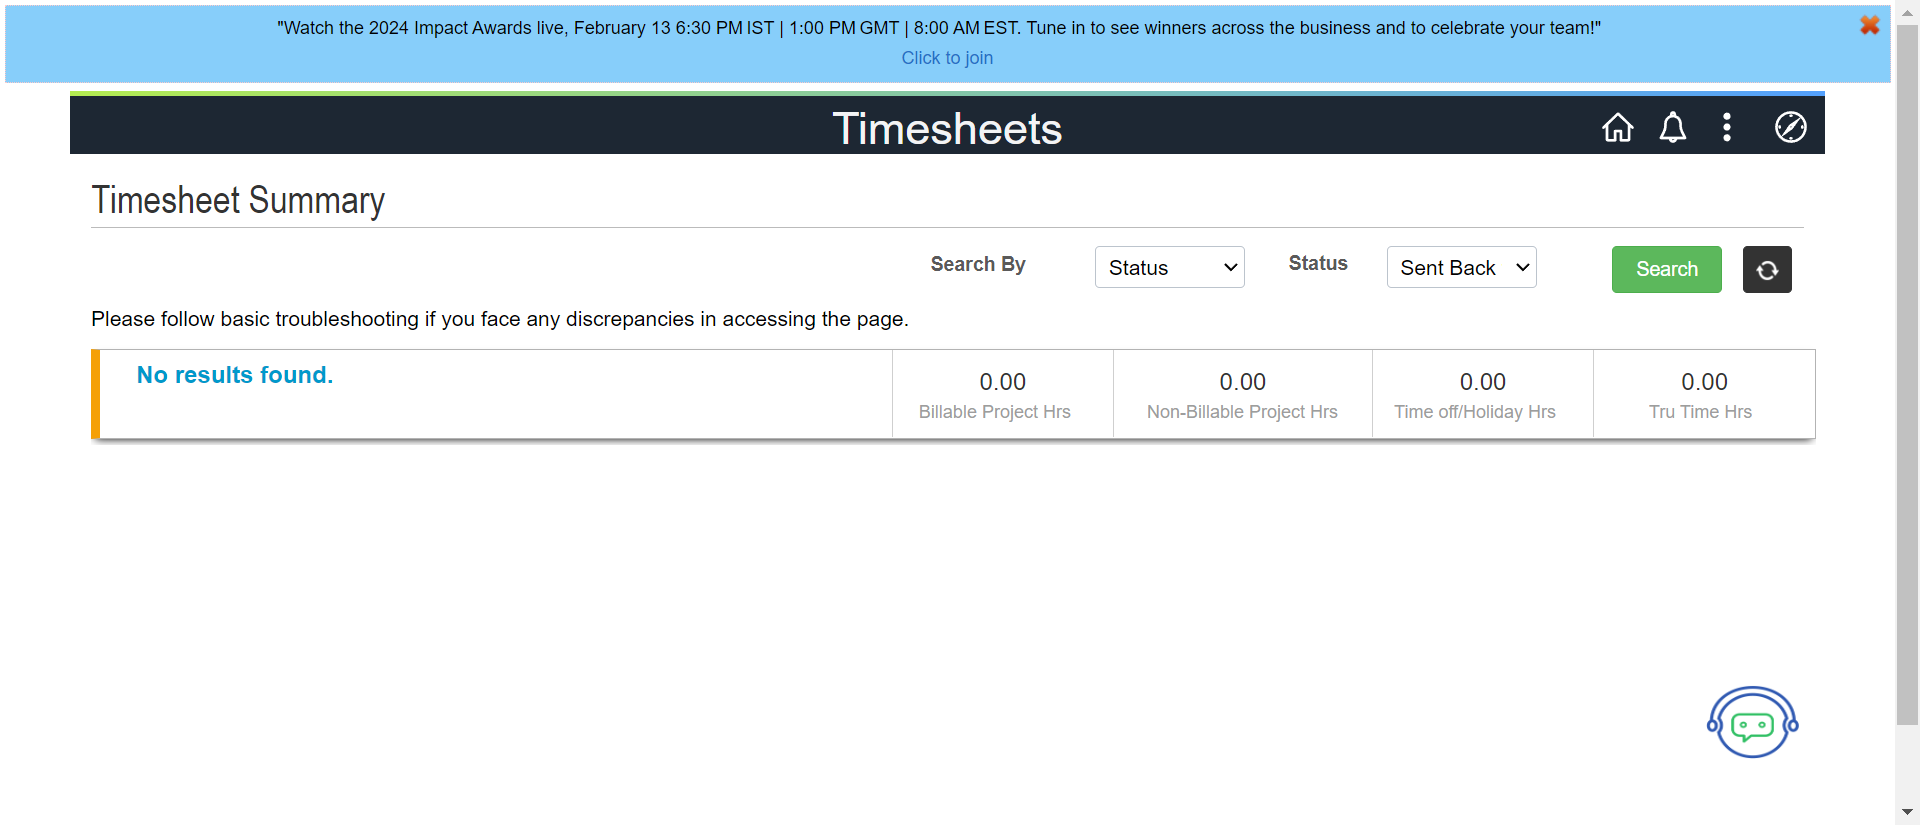 "Watch the 2024 Impact Awards live, February 13 6:30 PM IST | 1:00 PM GMT | 8:00 AM EST. Tune in to see winners across the business and to celebrate your team!"
Click to join
Timesheets
Timesheet Summary
Search By Status Status Sent Back Search
Please follow basic troubleshooting if you face any discrepancies in accessing the page.
No results found.
0.00 0.00 0.00 0.00
Billable Project Hrs Non-Billable Project Hrs Time off/Holiday Hrs Tru Time Hrs